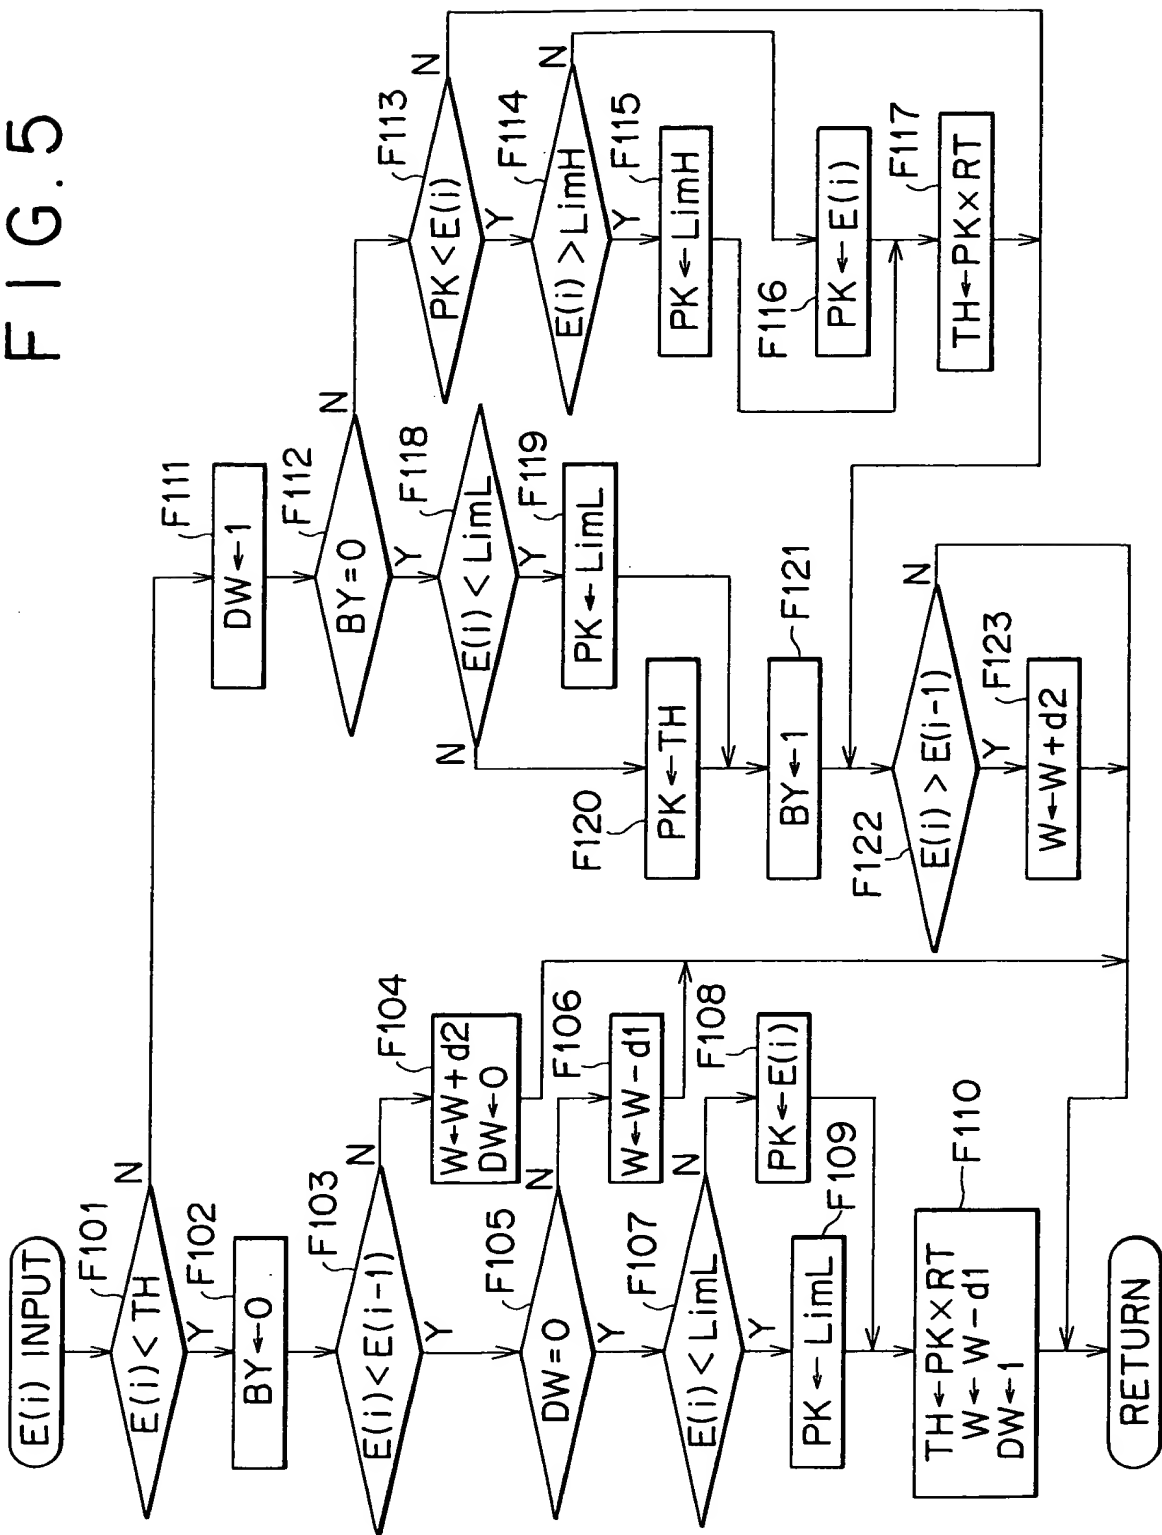 FIG. 5
E(i) INPUT
F101
E(i)<TH
N
Y
F102
BY←0
F103
E(i)<E(i-1)
N
Y
F104
W←W+d2
DW←0
F105
DW=0
N
Y
F106
W←W-d1
F107
E(i)<LimL
N
Y
F108
PK←E(i)
F109
PK←LimL
F110
TH←PK×RT
W←W-d1
DW←1
RETURN
F111
DW←1
F112
BY=0
N
Y
F113
PK<E(i)
N
Y
F114
E(i)>LimH
N
Y
F115
PK←LimH
F116
PK←E(i)
F117
TH←PK×RT
F118
E(i)<LimL
N
Y
F119
PK←LimL
F120
PK←TH
F121
BY←1
F122
E(i)>E(i-1)
N
Y
F123
W←W+d2